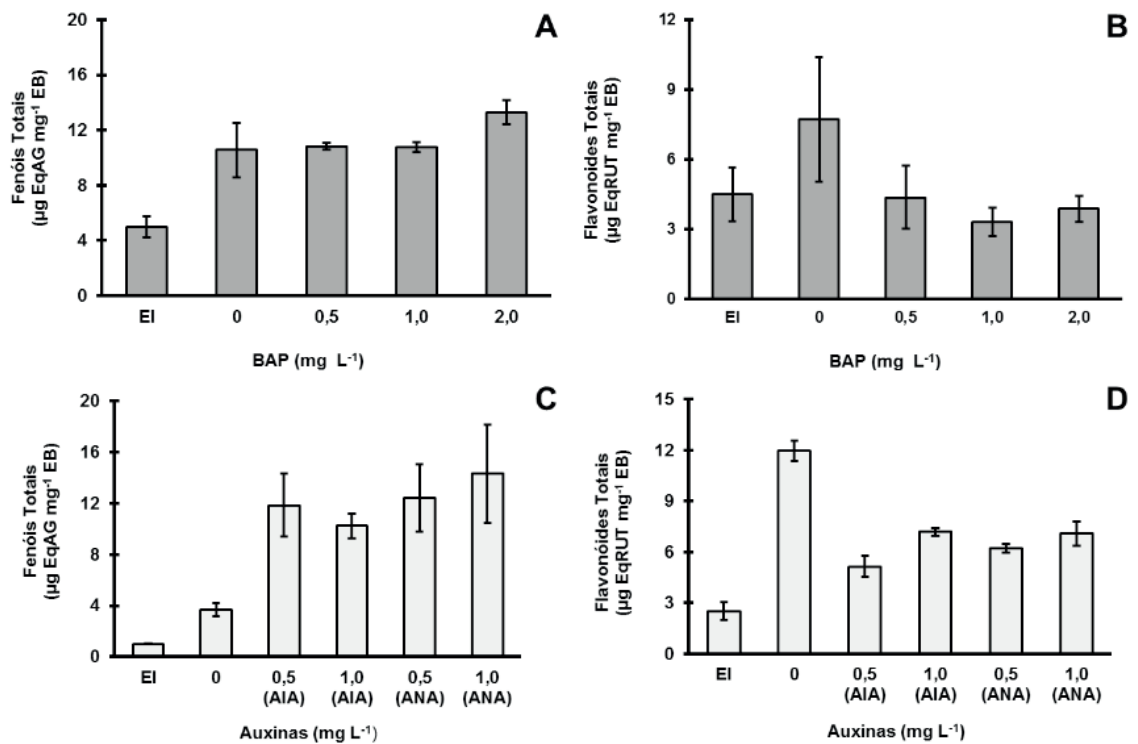 A
Fenóis Totais
(µg EqAG mg⁻¹ EB)
20
16
12
8
4
0
EI 0 0,5 1,0 2,0
BAP (mg L⁻¹)
B
Flavonoides Totais
(µg EqRUT mg⁻¹ EB)
12
9
6
3
0
EI 0 0,5 1,0 2,0
BAP (mg L⁻¹)
C
Fenóis Totais
(µg EqAG mg⁻¹ EB)
20
16
12
8
4
0
EI 0 0,5 1,0 0,5 1,0
(AIA) (AIA) (ANA) (ANA)
Auxinas (mg L⁻¹)
D
Flavonóides Totais
(µg EqRUT mg⁻¹ EB)
15
12
9
6
3
0
EI 0 0,5 1,0 0,5 1,0
(AIA) (AIA) (ANA) (ANA)
Auxinas (mg L⁻¹)